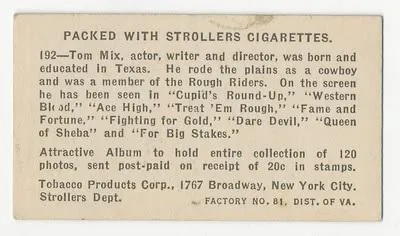 PACKED WITH STROLLERS CIGARETTES.
192—Tom Mix, actor, writer and director, was born and
educated in Texas. He rode the plains as a cowboy
and was a member of the Rough Riders. On the screen
he has been seen in "Cupid's Round-Up," "Western
Blood," "Ace High," "Treat 'Em Rough," "Fame and
Fortune," "Fighting for Gold," "Dare Devil," "Queen
of Sheba" and "For Big Stakes."
Attractive Album to hold entire collection of 120
photos, sent post-paid on receipt of 20c in stamps.
Tobacco Products Corp., 1767 Broadway, New York City.
Strollers Dept. FACTORY NO. 81, DIST. OF VA.